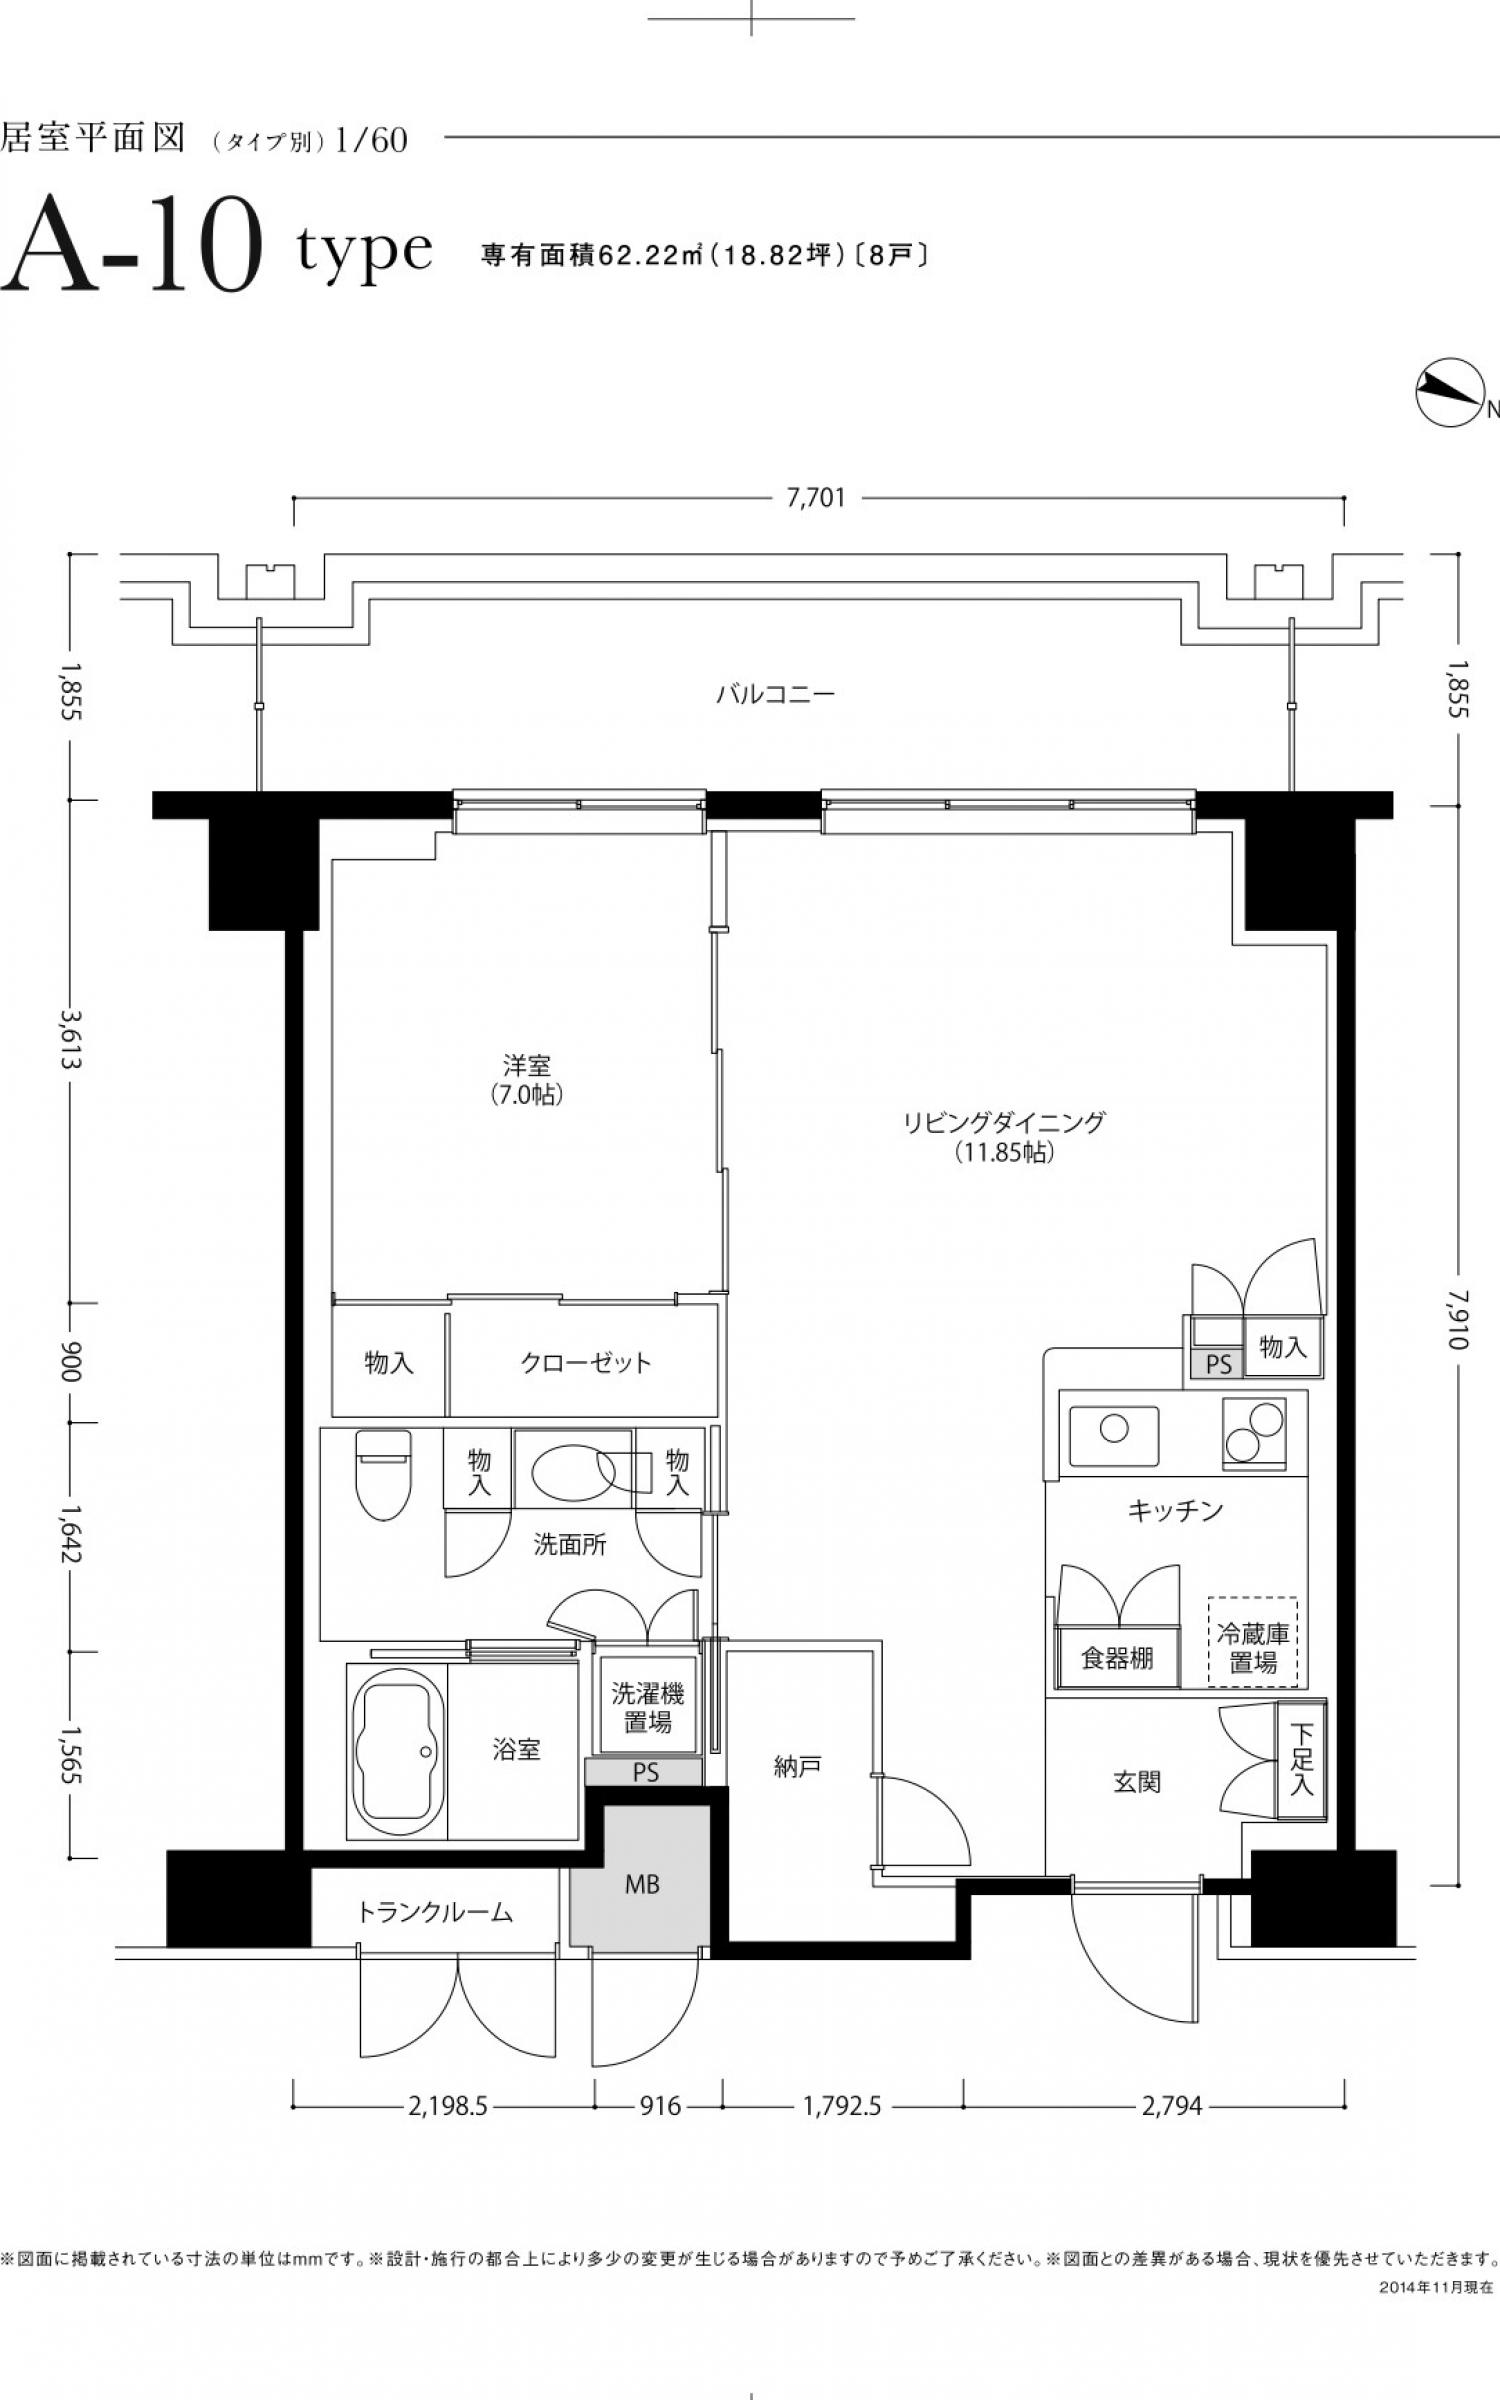 居室平面図 （タイプ別）1/60
A-10 type 専有面積62.22㎡（18.82坪）〔8戸〕
N
7,701
1,855
1,855
バルコニー
3,613
洋室
（7.0帖）
リビングダイニング
（11.85帖）
7,910
900
物入
クローゼット
PS
物入
物入
物入
キッチン
1,642
洗面所
食器棚
冷蔵庫
置場
洗濯機
置場
1,565
浴室
PS
納戸
玄関
下足入
MB
トランクルーム
2,198.5
916
1,792.5
2,794
※図面に掲載されている寸法の単位はmmです。※設計・施行の都合上により多少の変更が生じる場合がありますので予めご了承ください。※図面との差異がある場合、現状を優先させていただきます。
2014年11月現在